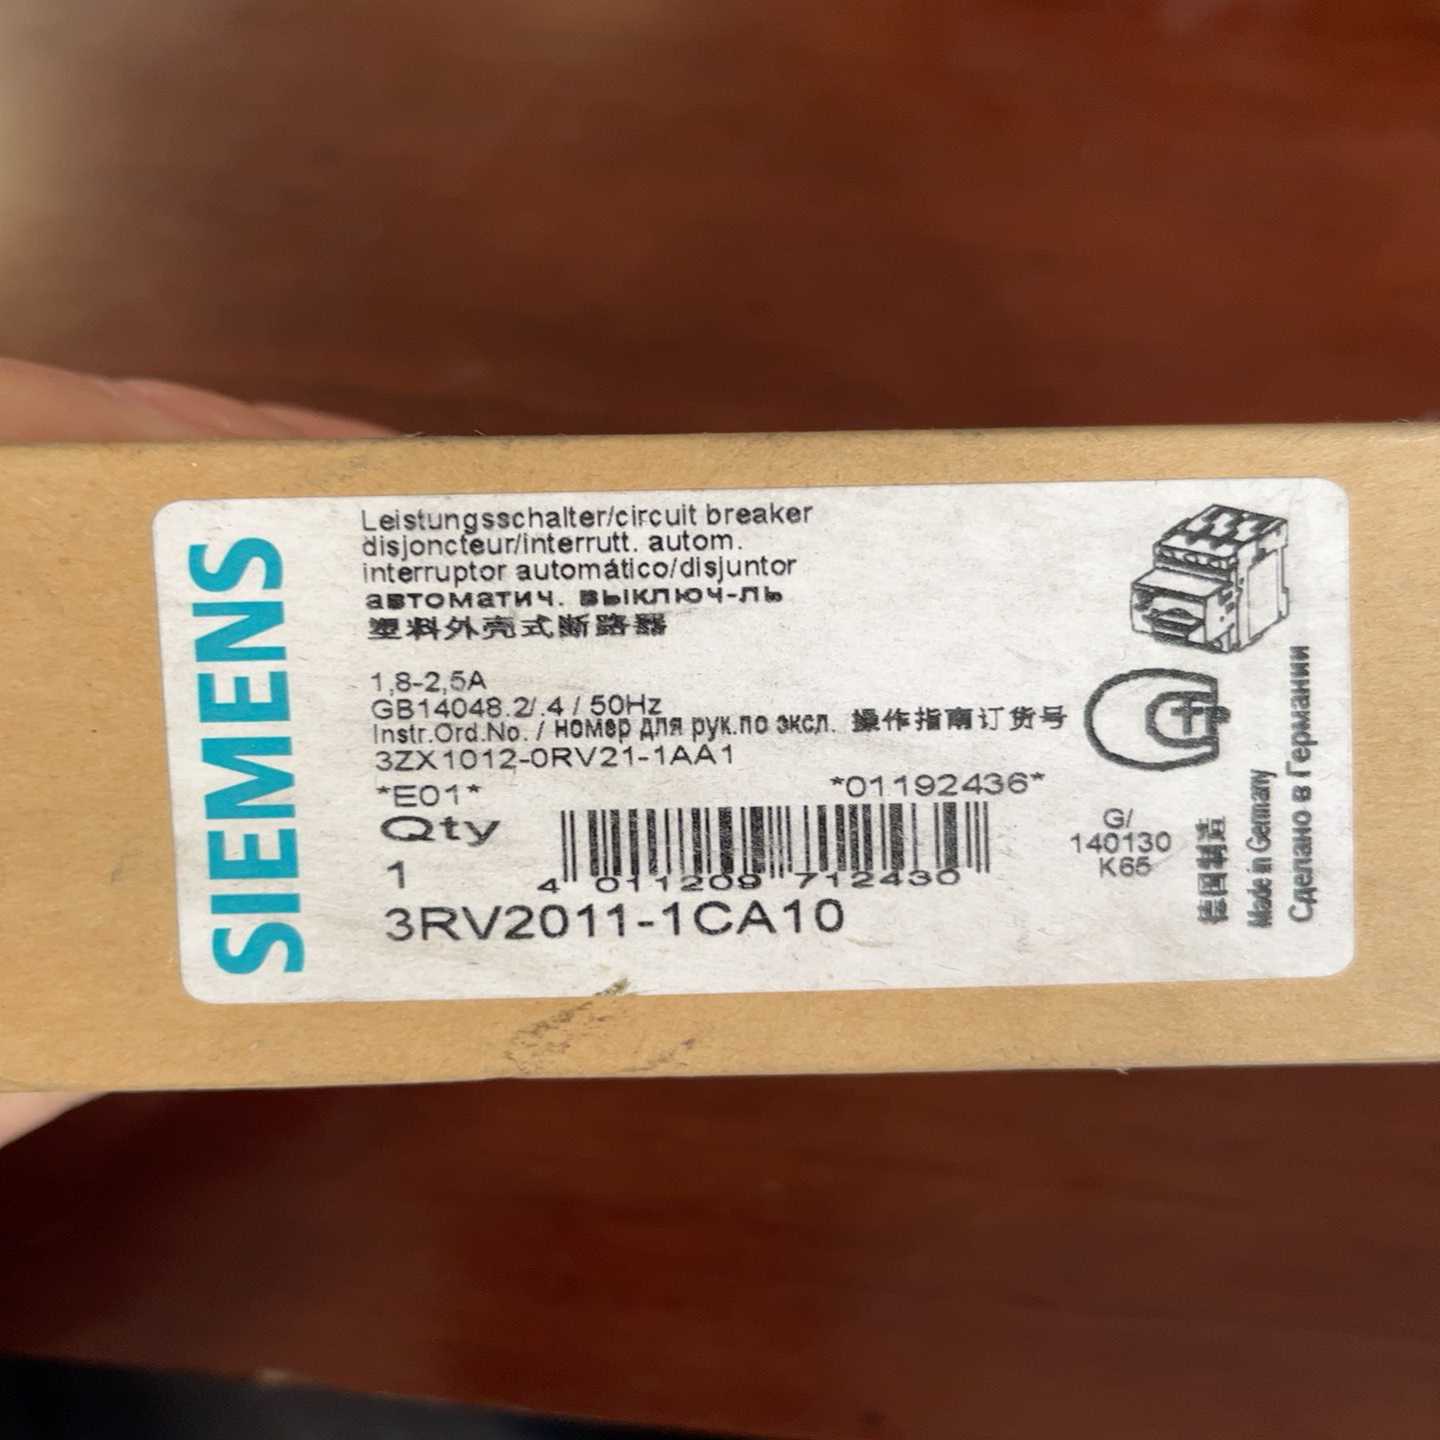 SIEMENS
Leistungsschalter/circuit breaker
disjoncteur/interrutt. autom.
interruptor automático/disjuntor
автоматич. выключ-ль
塑料外壳式断路器
1,8-2,5A
GB14048.2/.4 / 50Hz
Instr.Ord.No. / номер для рук.по эксл. 操作指南订货号
3ZX1012-0RV21-1AA1
*E01*
*01192436*
Qty
1
4 011209 712430
3RV2011-1CA10
G/
140130
K65
德国制造
Made in Germany
Сделано в Германии